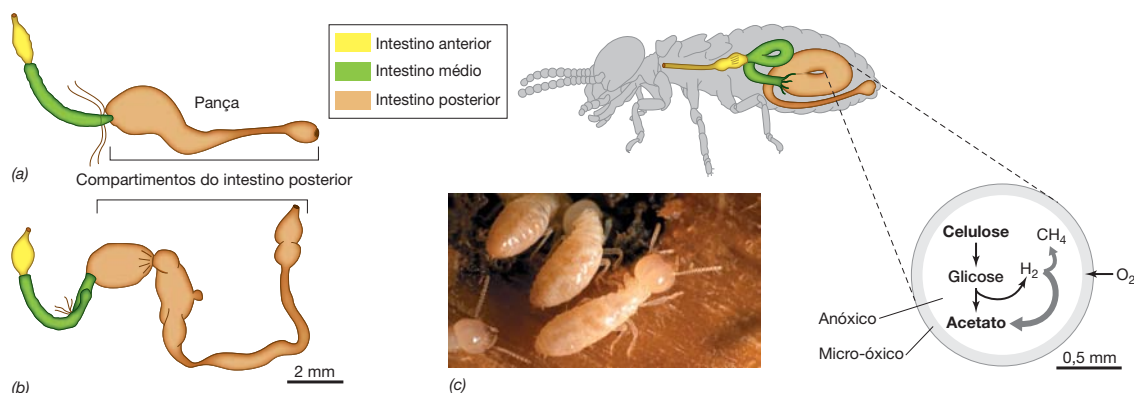 Intestino anterior
Intestino médio
Intestino posterior
Pança
(a)
Compartimentos do intestino posterior
(b)
2 mm
(c)
Celulose
CH₄
Glicose
H₂
O₂
Anóxico
Acetato
Micro-óxico
0,5 mm